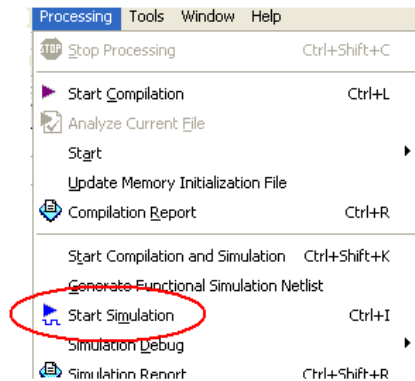 Processing Tools Window Help
STOP Stop Processing Ctrl+Shift+C
Start Compilation Ctrl+L
Analyze Current File
Start
Update Memory Initialization File
Compilation Report Ctrl+R
Start Compilation and Simulation Ctrl+Shift+K
Generate Functional Simulation Netlist
Start Simulation Ctrl+I
Simulation Debug
Simulation Report Ctrl+Shift+R